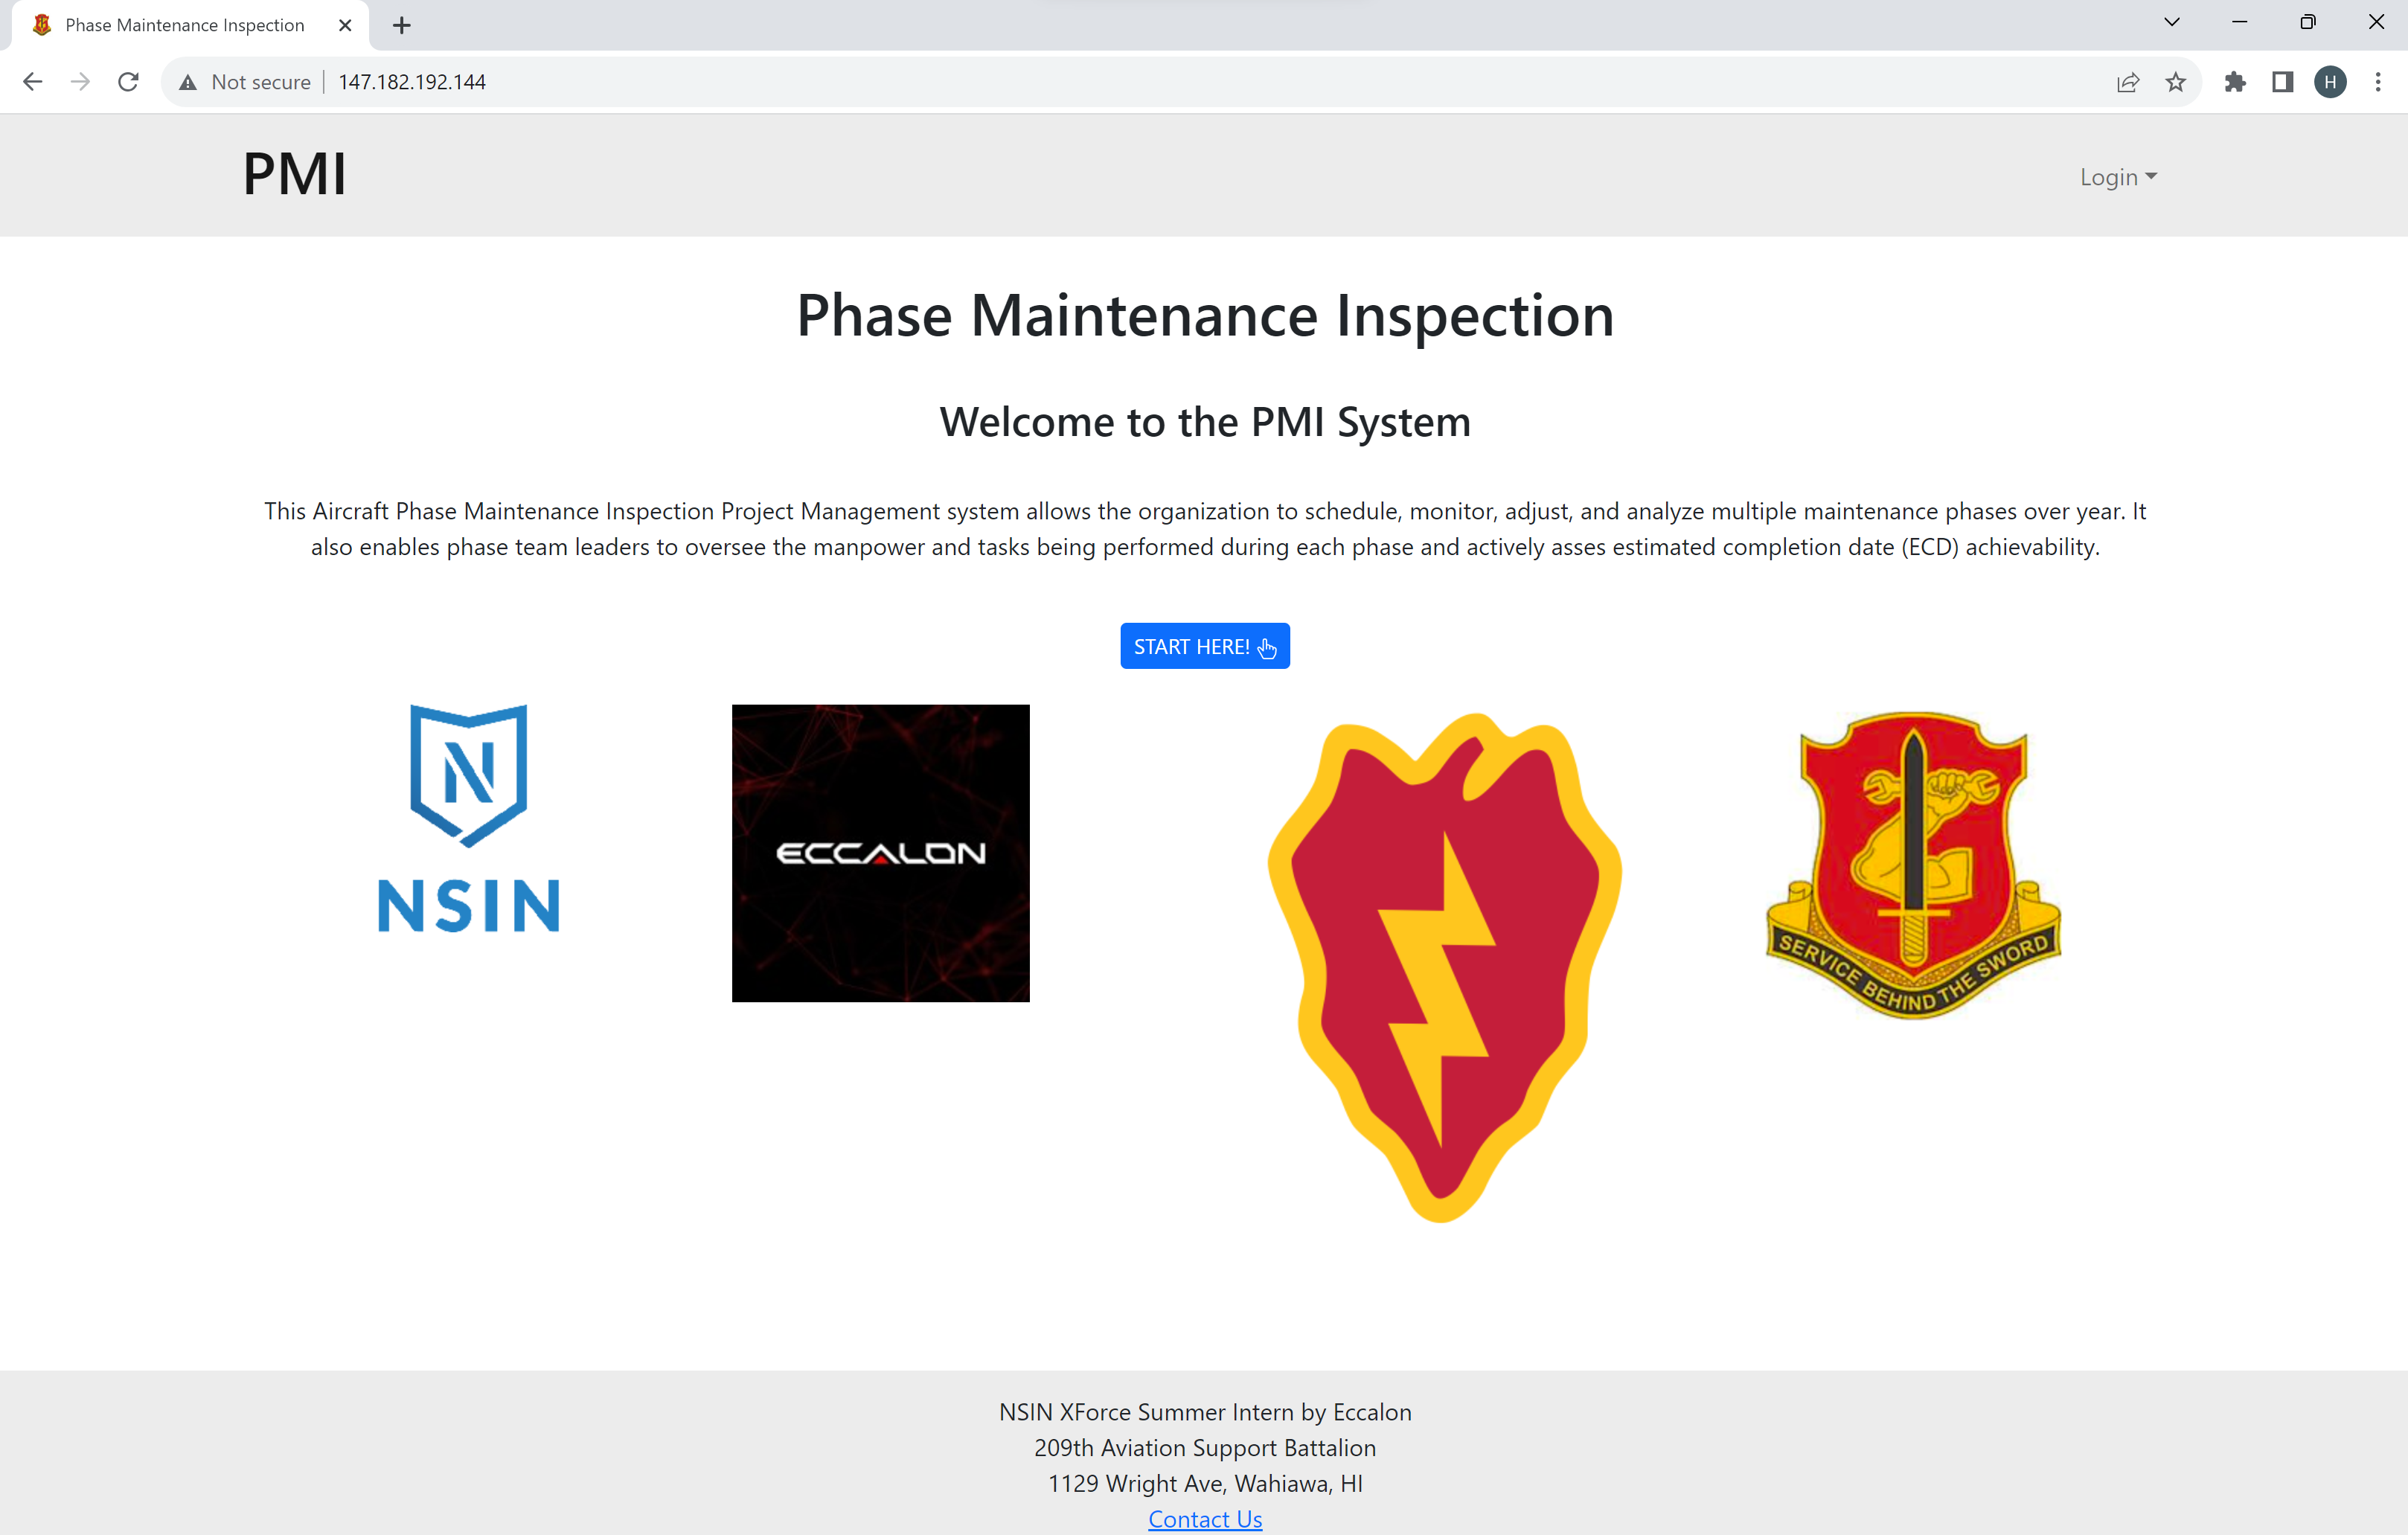 Phase Maintenance Inspection
Not secure
147.182.192.144
H
PMI
Login
Phase Maintenance Inspection
Welcome to the PMI System
This Aircraft Phase Maintenance Inspection Project Management system allows the organization to schedule, monitor, adjust, and analyze multiple maintenance phases over year. It
also enables phase team leaders to oversee the manpower and tasks being performed during each phase and actively asses estimated completion date (ECD) achievability.
START HERE!
N
NSIN
ECCALON
SERVICE BEHIND THE SWORD
NSIN XForce Summer Intern by Eccalon
209th Aviation Support Battalion
1129 Wright Ave, Wahiawa, HI
Contact Us